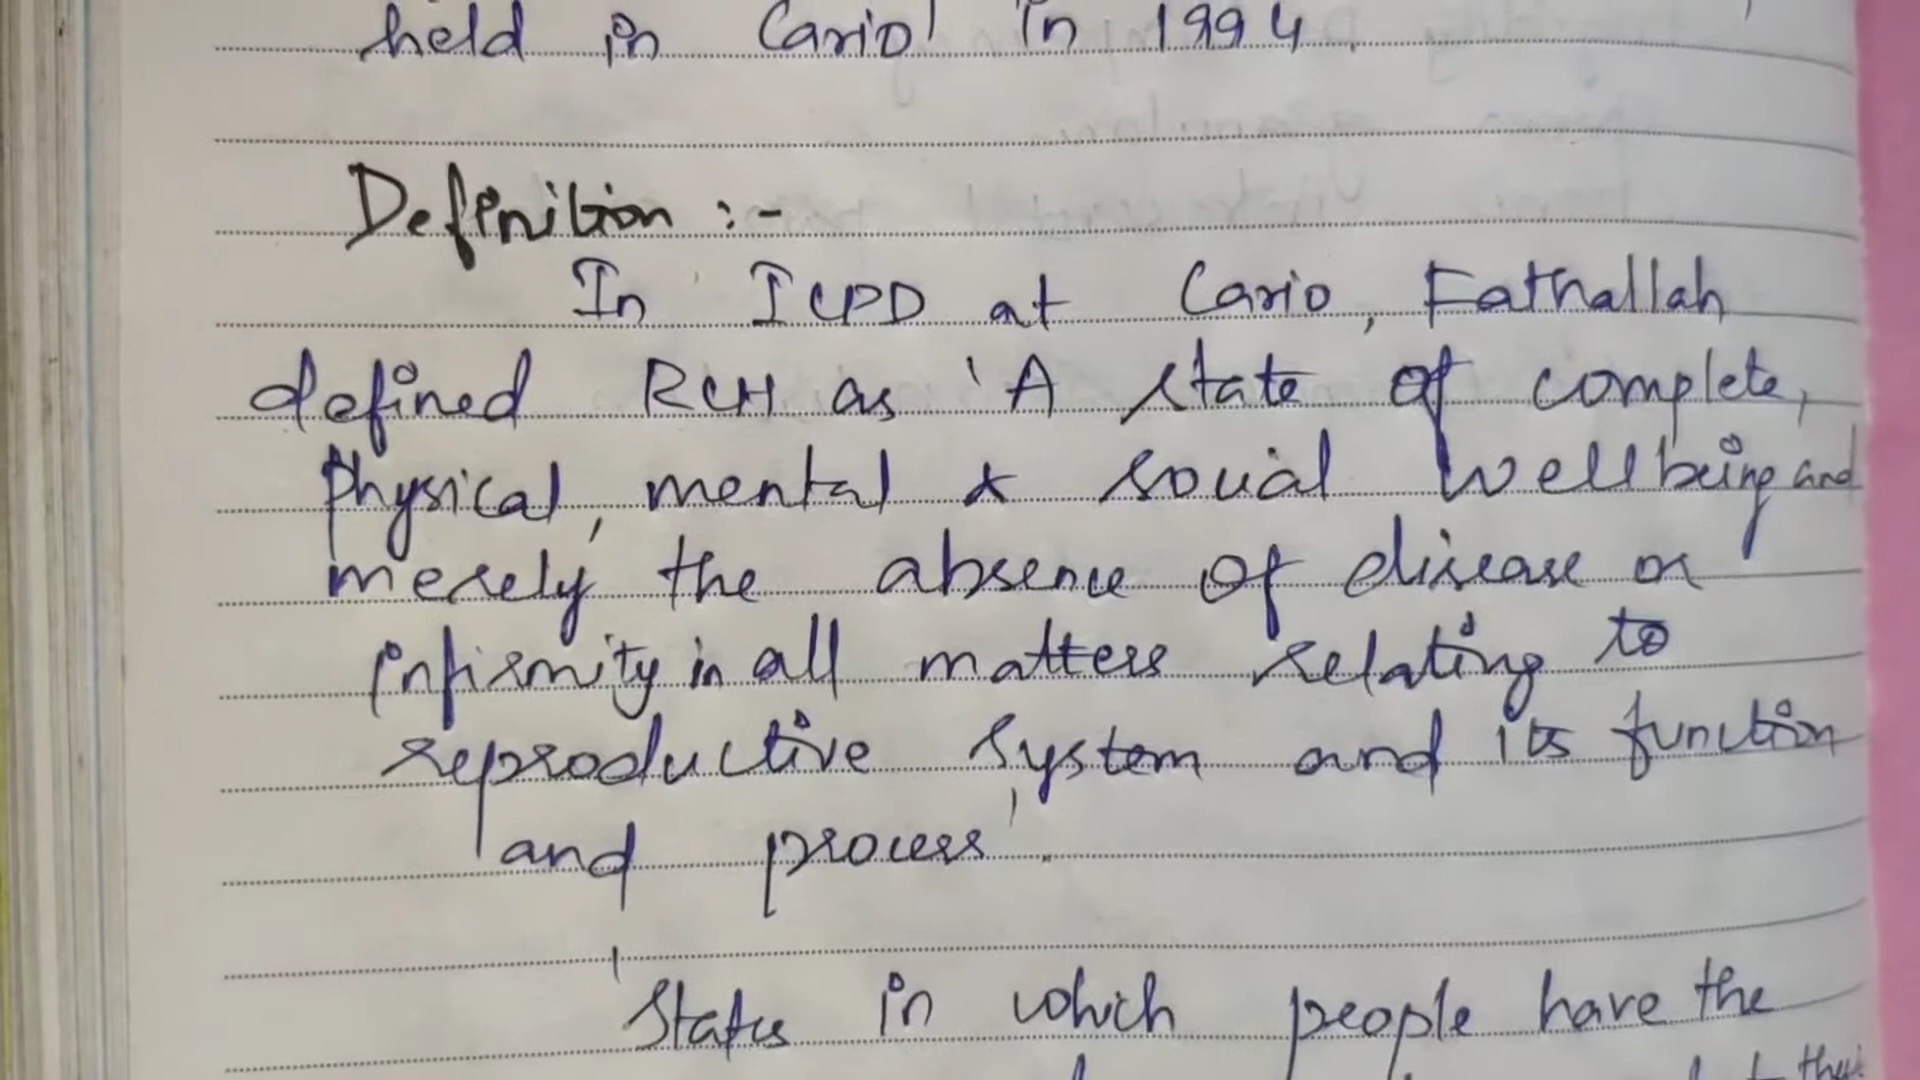 held in Cario' in 1994
Definition :-
In ICPD at Cario, Fathallah
defined RCH as 'A state of complete,
Physical, mental & social wellbeing and
merely the absence of disease or
infirmity in all matters relating to
reproductive system and its function
and process'.
'Status in which people have the